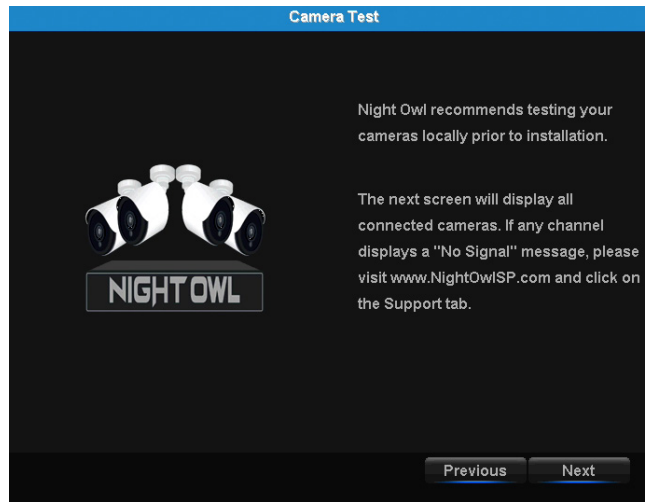 Camera Test
Night Owl recommends testing your
cameras locally prior to installation.
The next screen will display all
connected cameras. If any channel
displays a "No Signal" message, please
visit www.NightOwlSP.com and click on
the Support tab.
NIGHT OWL
Previous
Next